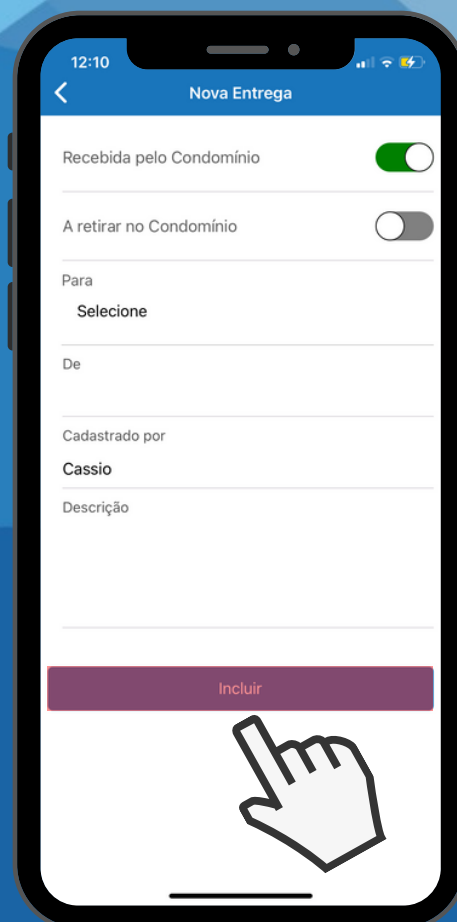 12:10
Nova Entrega
Recebida pelo Condomínio
A retirar no Condomínio
Para
Selecione
De
Cadastrado por
Cassio
Descrição
Incluir